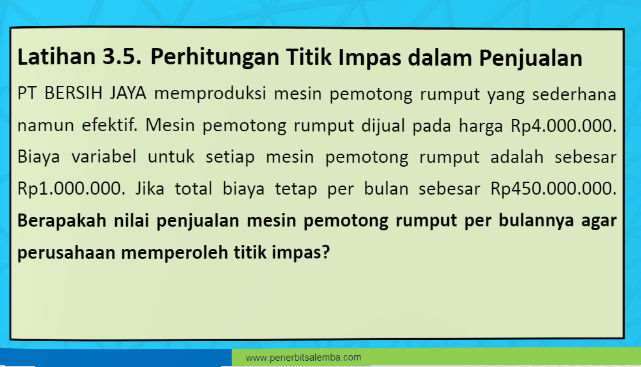 Latihan 3.5. Perhitungan Titik Impas dalam Penjualan
PT BERSIH JAYA memproduksi mesin pemotong rumput yang sederhana
namun efektif. Mesin pemotong rumput dijual pada harga Rp4.000.000.
Biaya variabel untuk setiap mesin pemotong rumput adalah sebesar
Rp1.000.000. Jika total biaya tetap per bulan sebesar Rp450.000.000.
Berapakah nilai penjualan mesin pemotong rumput per bulannya agar
perusahaan memperoleh titik impas?
www.penerbitsalemba.com